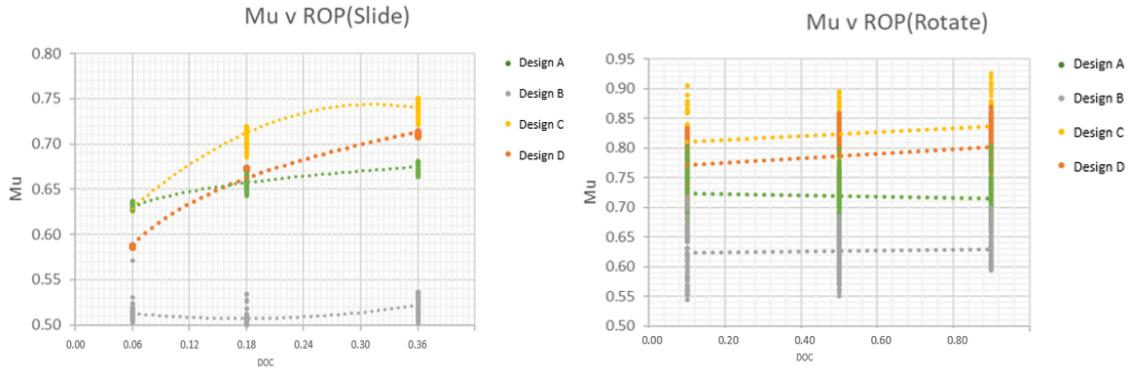 Mu v ROP(Slide)
0.80
0.75
0.70
0.65
0.60
0.55
0.50
Mu
0.00 0.06 0.12 0.18 0.24 0.30 0.36
DOC
Design A
Design B
Design C
Design D
Mu v ROP(Rotate)
0.95
0.90
0.85
0.80
0.75
0.70
0.65
0.60
0.55
0.50
Mu
0.00 0.20 0.40 0.60 0.80
DOC
Design A
Design B
Design C
Design D